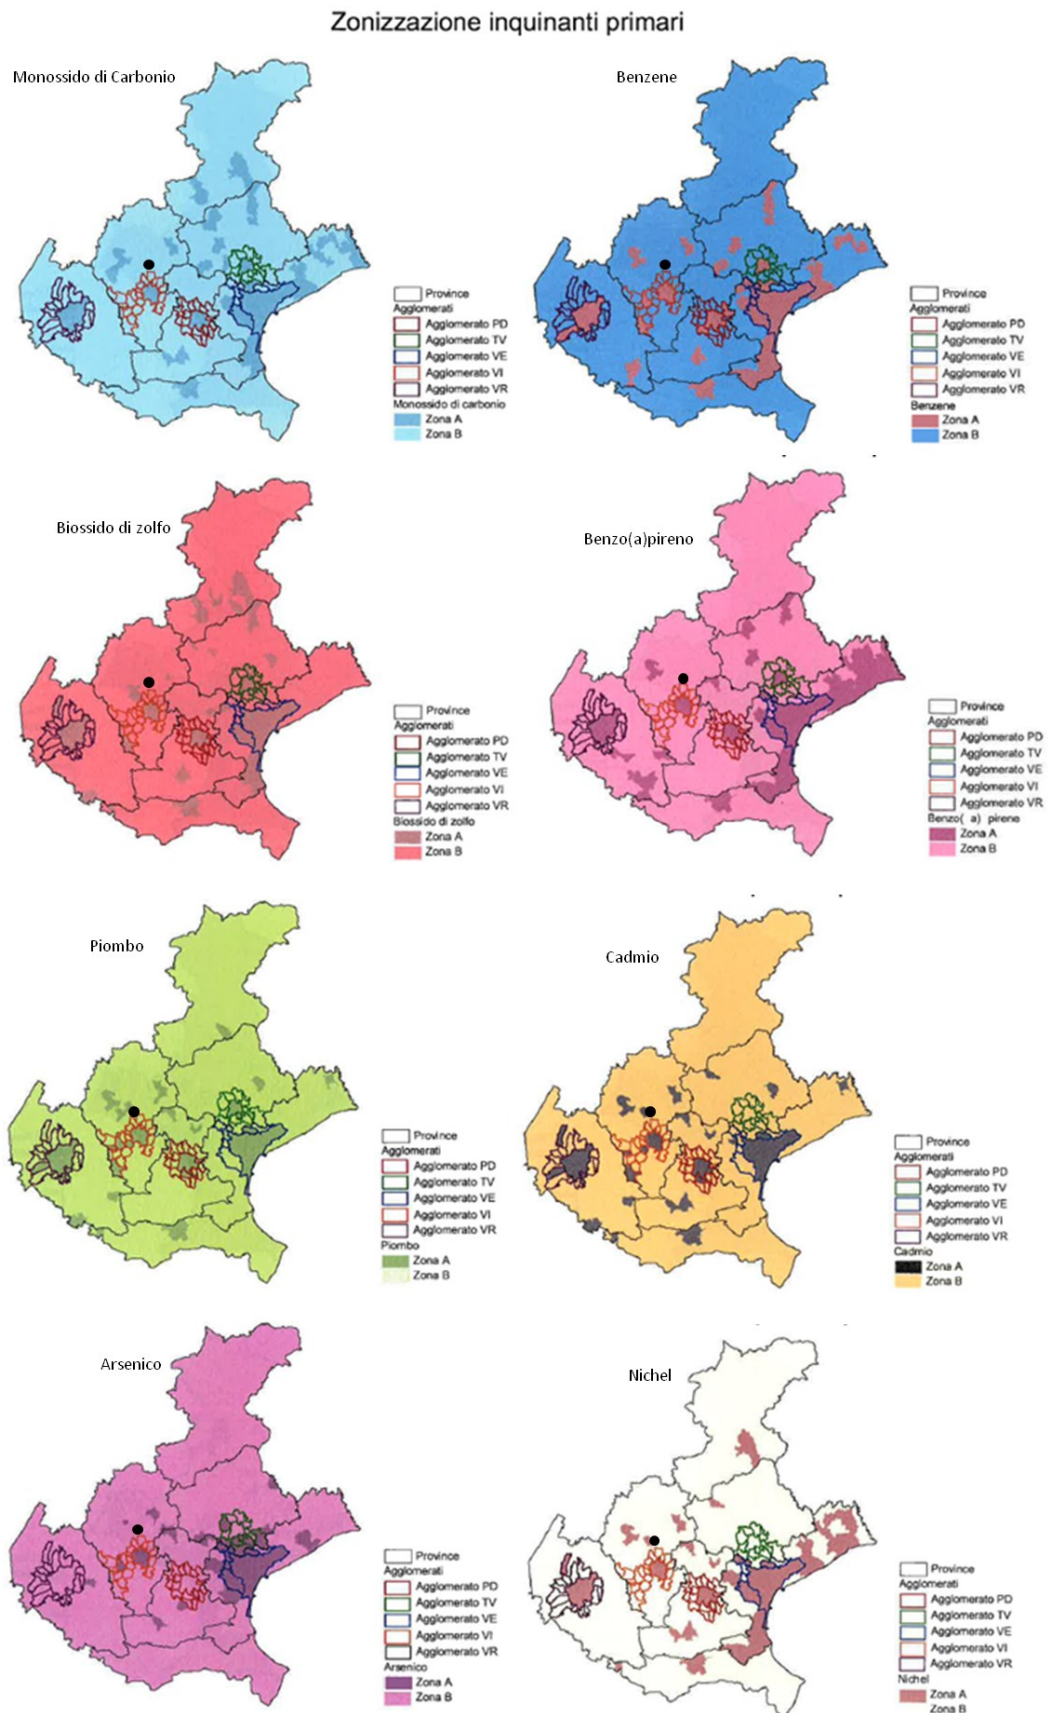 Zonizzazione inquinanti primari
Monossido di Carbonio
Province
Agglomerati
Agglomerato PD
Agglomerato TV
Agglomerato VE
Agglomerato VI
Agglomerato VR
Monossido di carbonio
Zona A
Zona B
Benzene
Province
Agglomerati
Agglomerato PD
Agglomerato TV
Agglomerato VE
Agglomerato VI
Agglomerato VR
Benzene
Zona A
Zona B
Biossido di zolfo
Province
Agglomerati
Agglomerato PD
Agglomerato TV
Agglomerato VE
Agglomerato VI
Agglomerato VR
Biossido di zolfo
Zona A
Zona B
Benzo(a)pireno
Province
Agglomerati
Agglomerato PD
Agglomerato TV
Agglomerato VE
Agglomerato VI
Agglomerato VR
Benzo( a) pirene
Zona A
Zona B
Piombo
Province
Agglomerati
Agglomerato PD
Agglomerato TV
Agglomerato VE
Agglomerato VI
Agglomerato VR
Piombo
Zona A
Zona B
Cadmio
Province
Agglomerati
Agglomerato PD
Agglomerato TV
Agglomerato VE
Agglomerato VI
Agglomerato VR
Cadmio
Zona A
Zona B
Arsenico
Province
Agglomerati
Agglomerato PD
Agglomerato TV
Agglomerato VE
Agglomerato VI
Agglomerato VR
Arsenico
Zona A
Zona B
Nichel
Province
Agglomerati
Agglomerato PD
Agglomerato TV
Agglomerato VE
Agglomerato VI
Agglomerato VR
Nichel
Zona A
Zona B